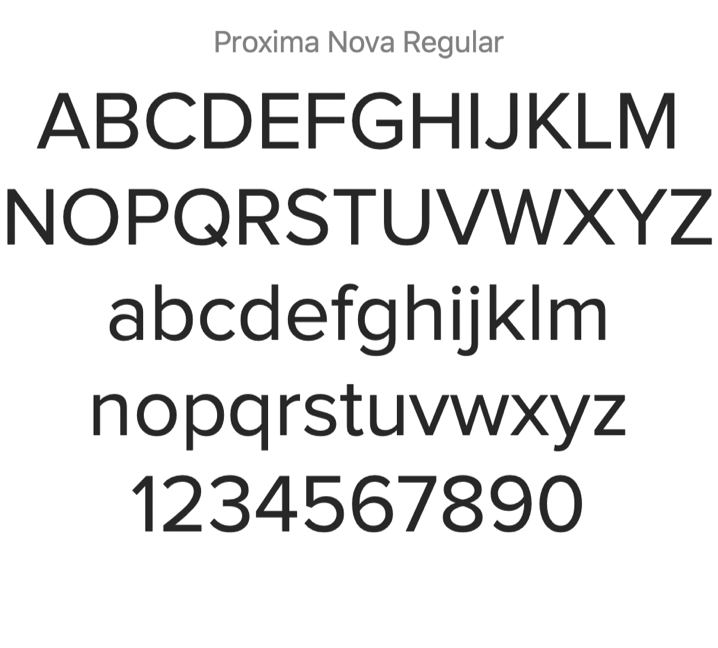 Proxima Nova Regular
ABCDEFGHIJKLM
NOPQRSTUVWXYZ
abcdefghijklm
nopqrstuvwxyz
1234567890